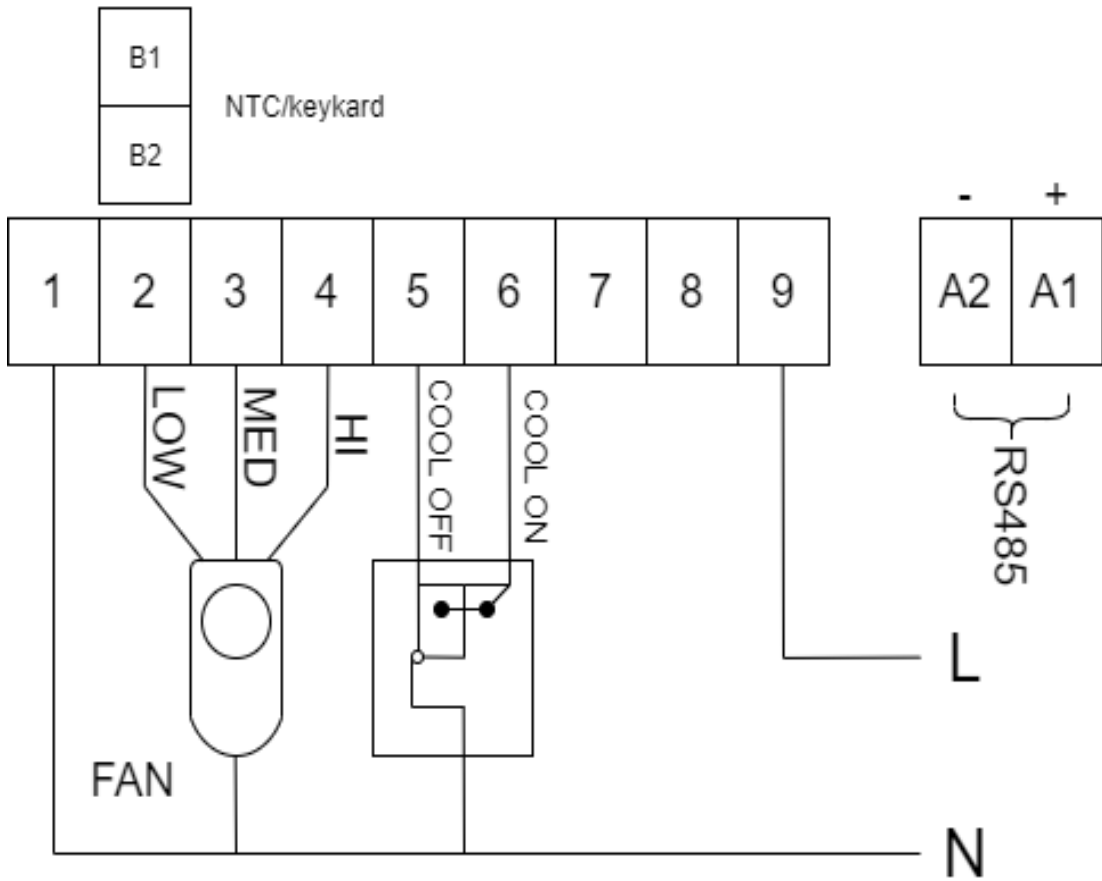 B1
NTC/keykard
B2
- +
1 2 3 4 5 6 7 8 9 A2 A1
LOW
MED
HI
COOL OFF
COOL ON
RS485
L
FAN
N